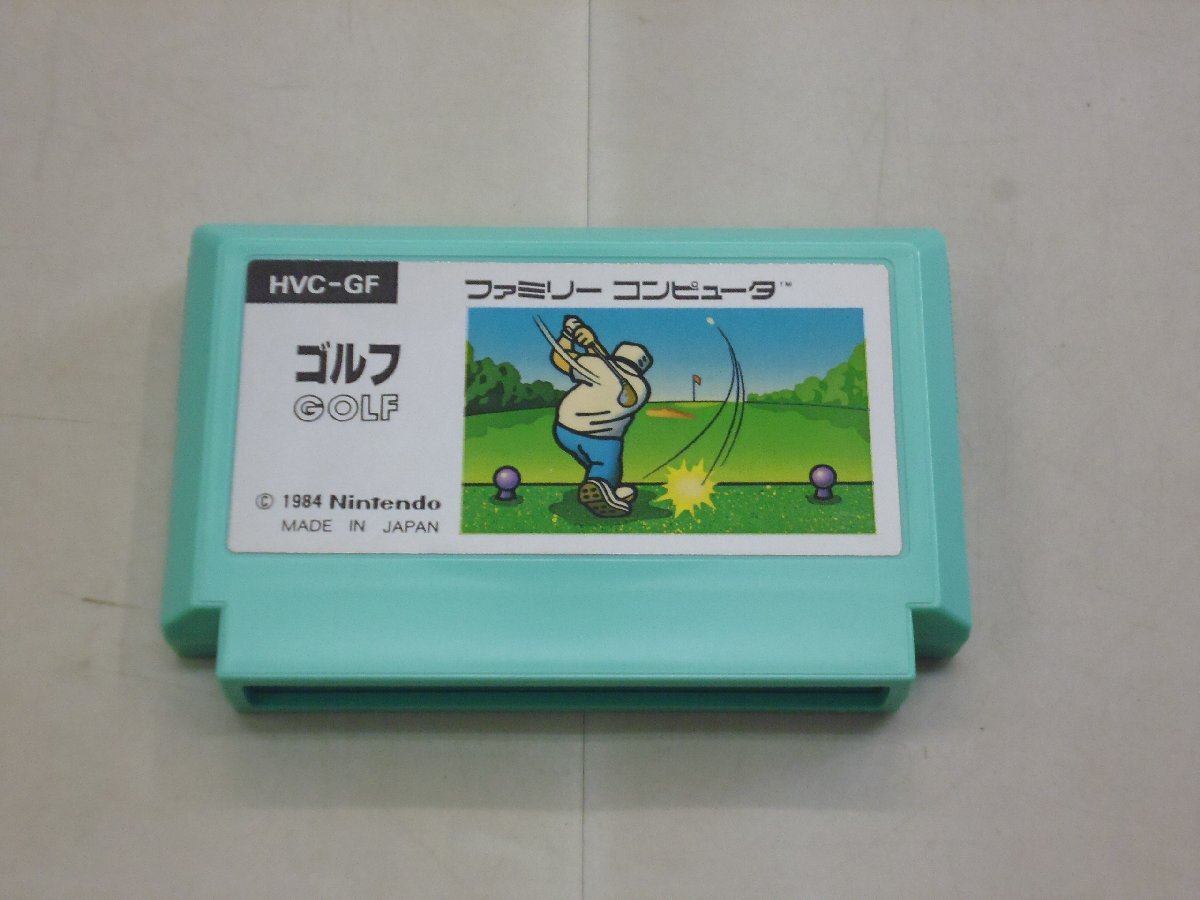 HVC-GF
ファミリー コンピュータ™
ゴルフ
GOLF
© 1984 Nintendo
MADE IN JAPAN